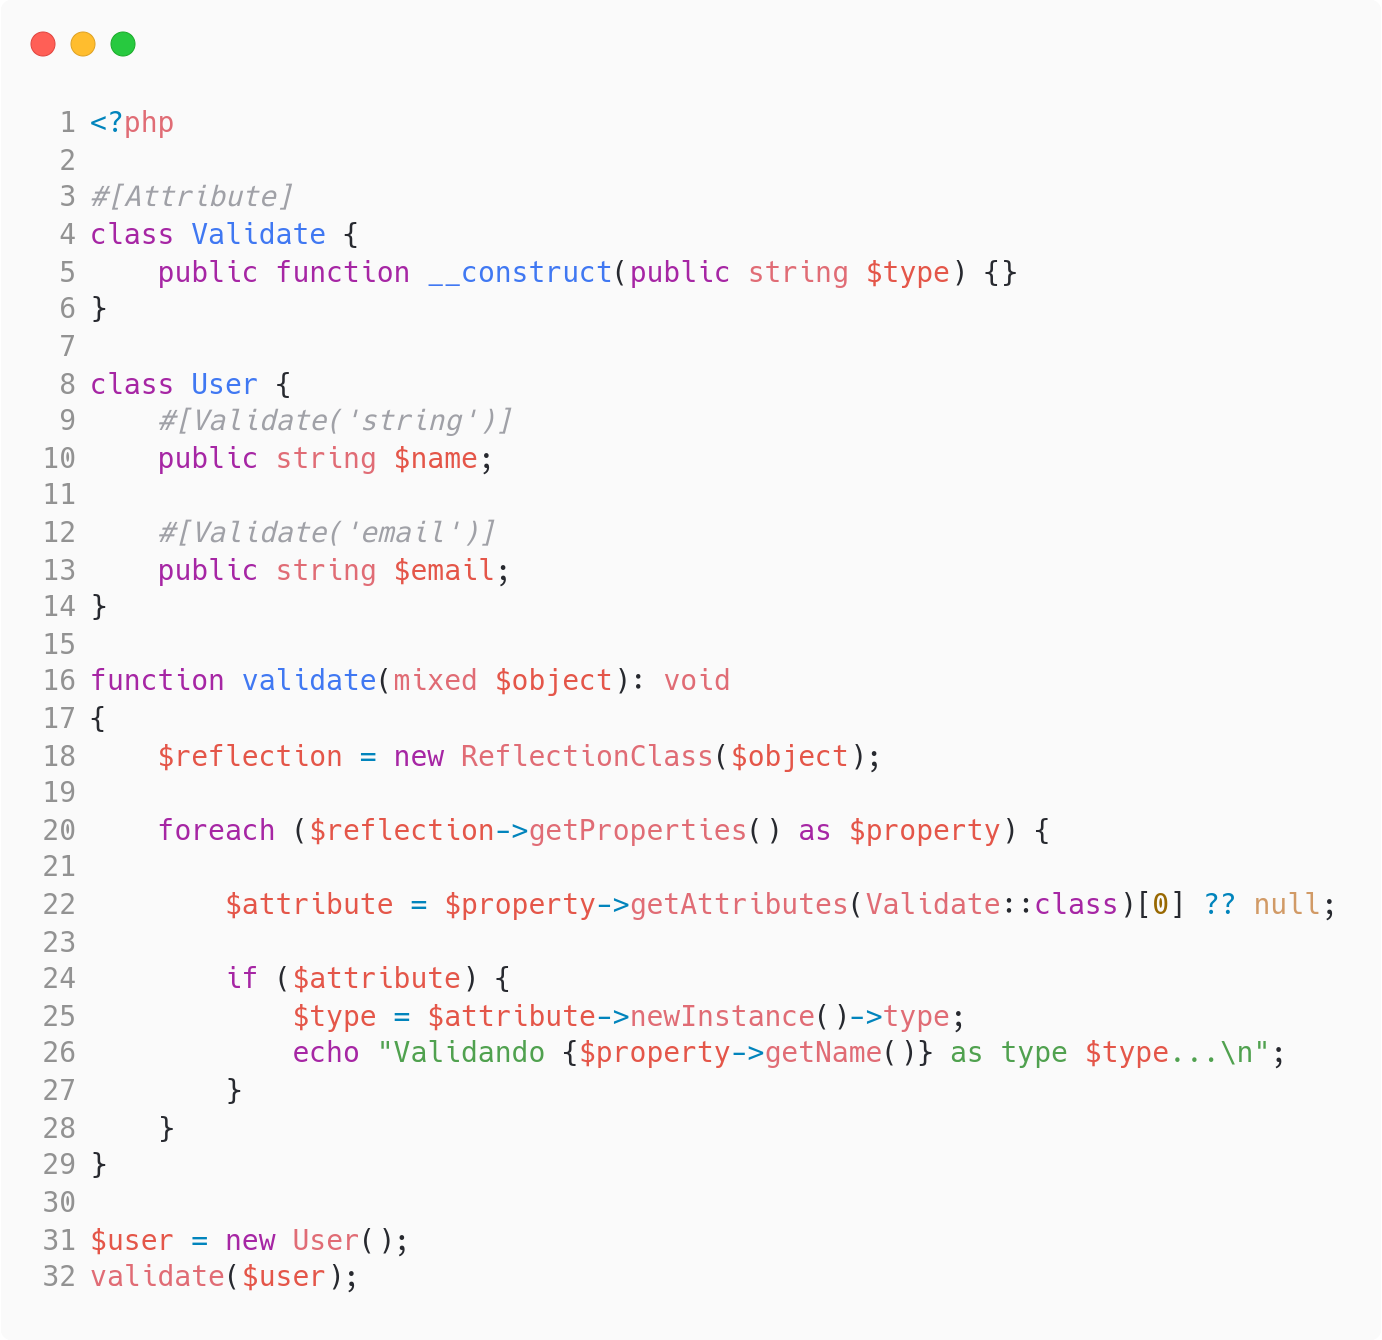 1 <?php
2
3 #[Attribute]
4 class Validate {
5     public function __construct(public string $type) {}
6 }
7
8 class User {
9     #[Validate('string')]
10     public string $name;
11
12     #[Validate('email')]
13     public string $email;
14 }
15
16 function validate(mixed $object): void
17 {
18     $reflection = new ReflectionClass($object);
19
20     foreach ($reflection->getProperties() as $property) {
21
22         $attribute = $property->getAttributes(Validate::class)[0] ?? null;
23
24         if ($attribute) {
25             $type = $attribute->newInstance()->type;
26             echo "Validando {$property->getName()} as type $type...\n";
27         }
28     }
29 }
30
31 $user = new User();
32 validate($user);